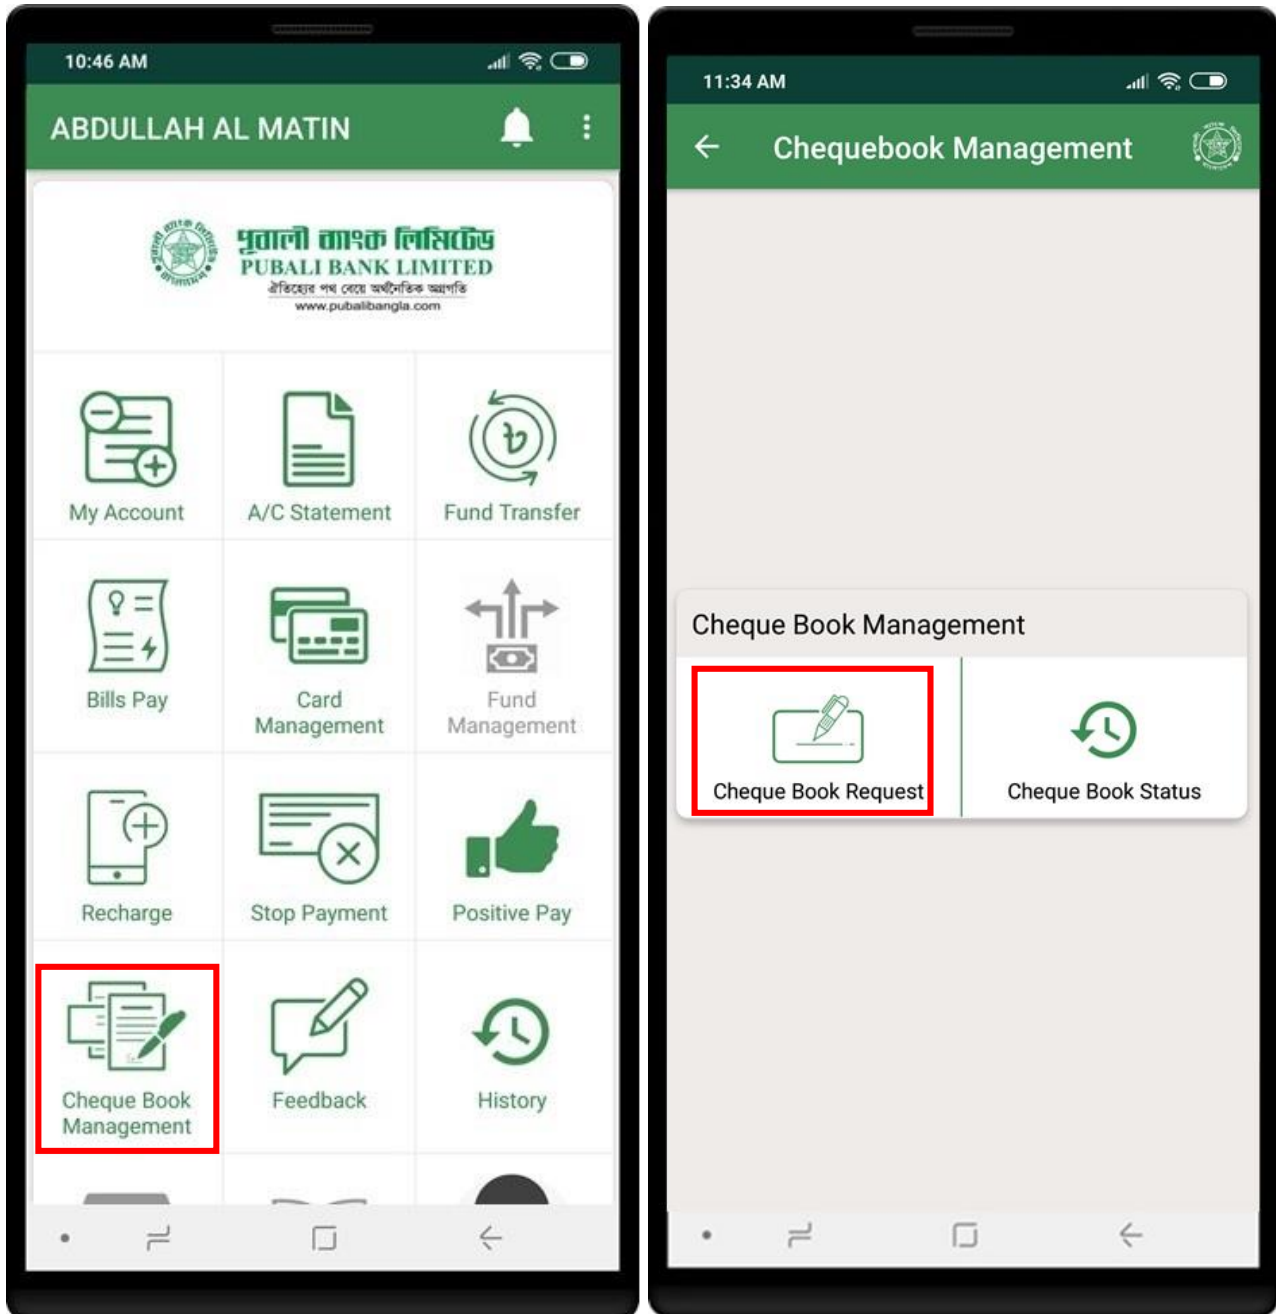 10:46 AM
ABDULLAH AL MATIN
পূবালী ব্যাংক লিমিটেড
PUBALI BANK LIMITED
ঐতিহ্যের পথ বেয়ে অর্থনৈতিক অগ্রগতি
www.pubalibangla.com
My Account
A/C Statement
Fund Transfer
Bills Pay
Card
Management
Fund
Management
Recharge
Stop Payment
Positive Pay
Cheque Book
Management
Feedback
History
11:34 AM
Chequebook Management
Cheque Book Management
Cheque Book Request
Cheque Book Status